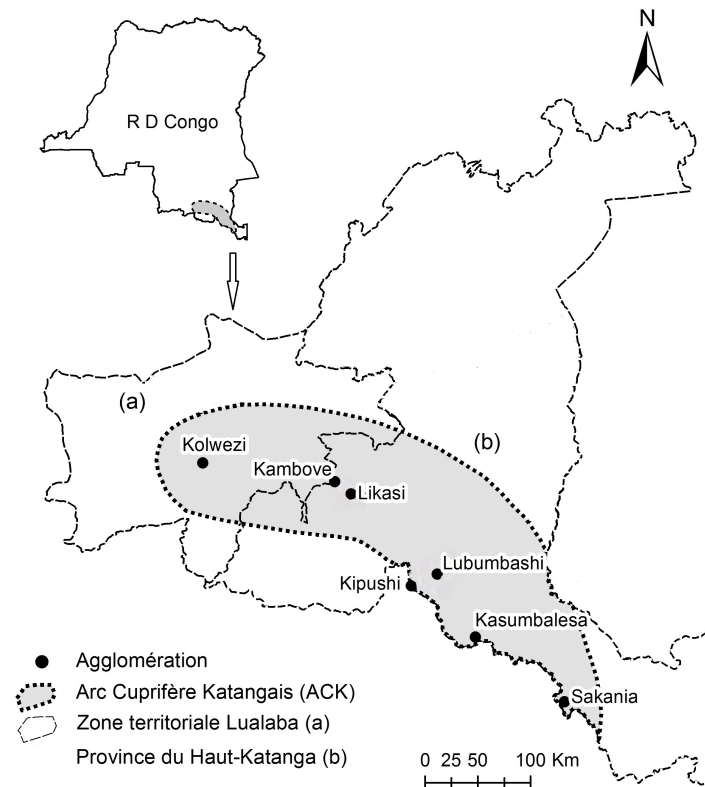 N
R D Congo
(a)
(b)
Kolwezi
Kambove
Likasi
Lubumbashi
Kipushi
Kasumbalesa
Sakania
Agglomération
Arc Cuprifère Katangais (ACK)
Zone territoriale Lualaba (a)
Province du Haut-Katanga (b)
0 25 50 100 Km